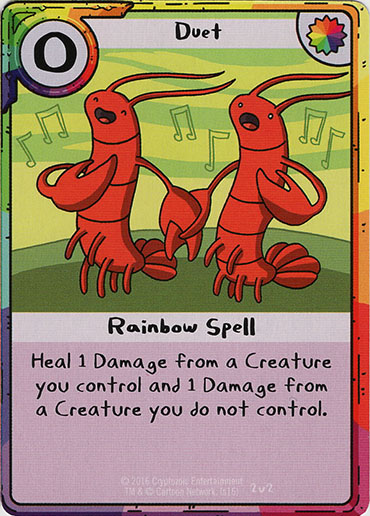 0
Duet
Rainbow Spell
Heal 1 Damage from a Creature
you control and 1 Damage from
a Creature you do not control.
© 2016 Cryptozoic Entertainment
TM & © Cartoon Network. (s16)
2v2